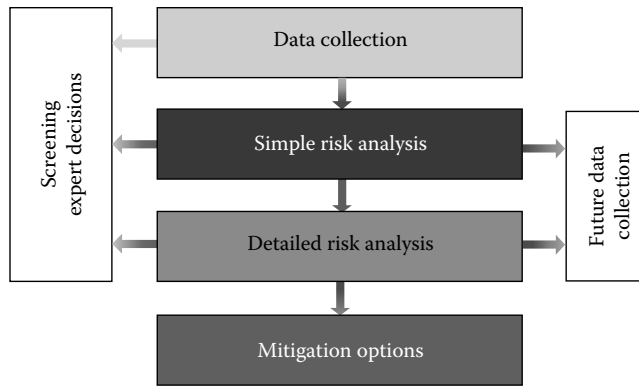 Data collection
Screening
expert decisions
Simple risk analysis
Future data
collection
Detailed risk analysis
Mitigation options